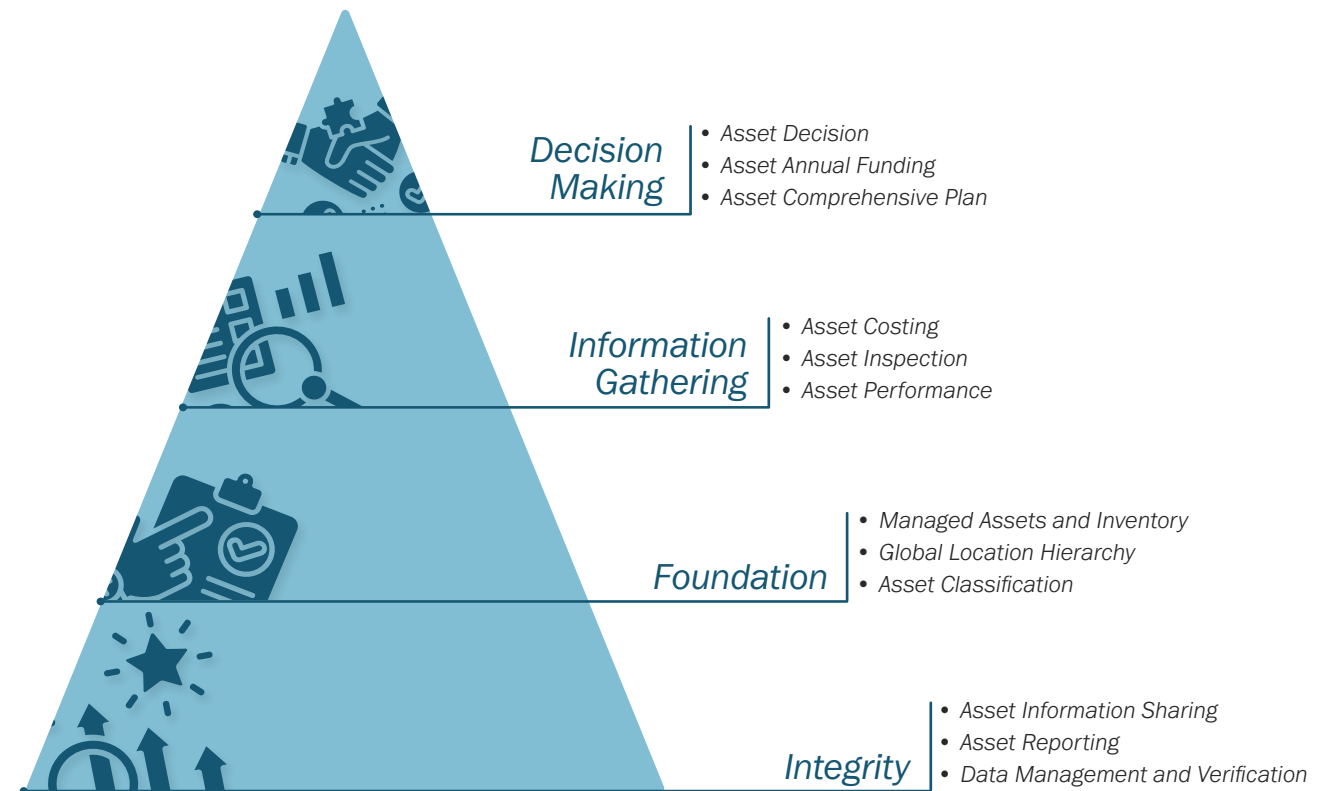 Decision
Making
• Asset Decision
• Asset Annual Funding
• Asset Comprehensive Plan
Information
Gathering
• Asset Costing
• Asset Inspection
• Asset Performance
Foundation
• Managed Assets and Inventory
• Global Location Hierarchy
• Asset Classification
Integrity
• Asset Information Sharing
• Asset Reporting
• Data Management and Verification